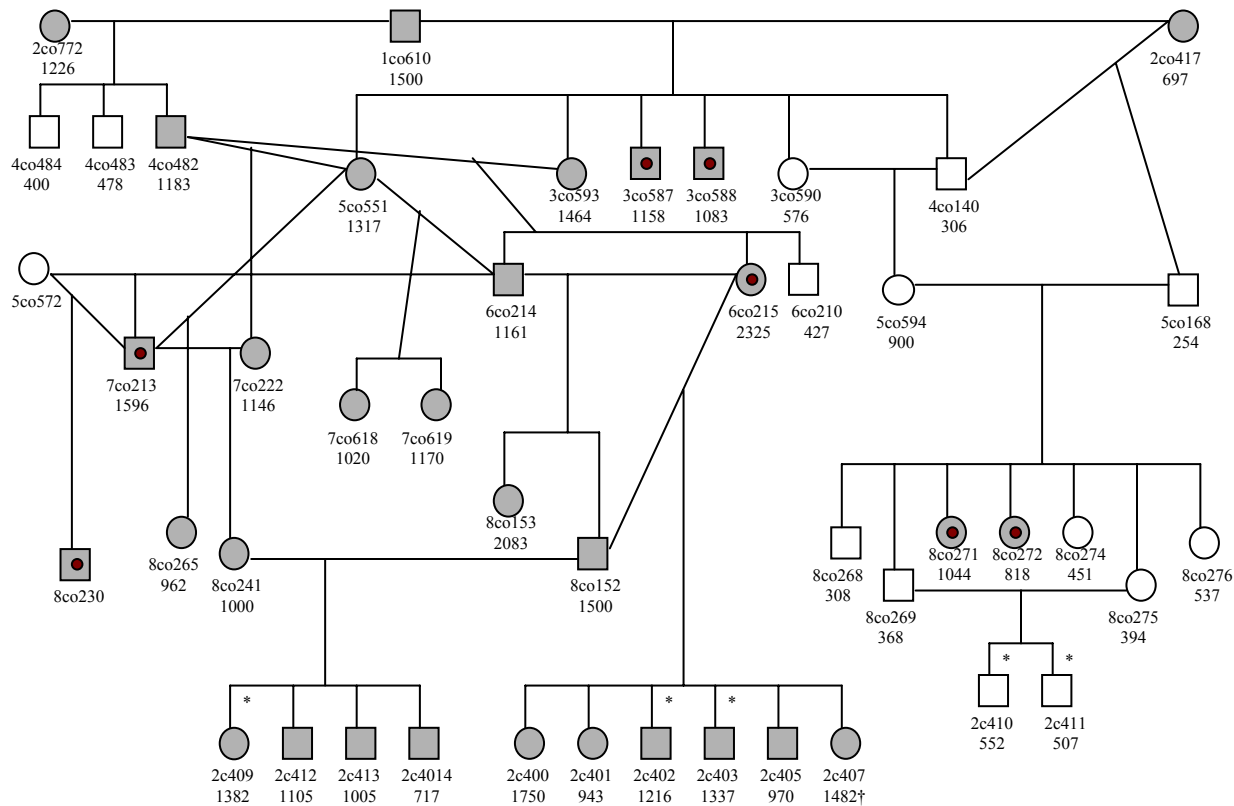 2co772
1226
1co610
1500
2co417
697
4co484
400
4co483
478
4co482
1183
5co551
1317
3co593
1464
3co587
1158
3co588
1083
3co590
576
4co140
306
5co572
6co214
1161
6co215
2325
6co210
427
5co594
900
5co168
254
7co213
1596
7co222
1146
7co618
1020
7co619
1170
8co153
2083
8co230
8co265
962
8co241
1000
8co152
1500
8co268
308
8co269
368
8co271
1044
8co272
818
8co274
451
8co275
394
8co276
537
* *
2c410
552
2c411
507
* * *
2c409
1382
2c412
1105
2c413
1005
2c4014
717
2c400
1750
2c401
943
2c402
1216
2c403
1337
2c405
970
2c407
1482†